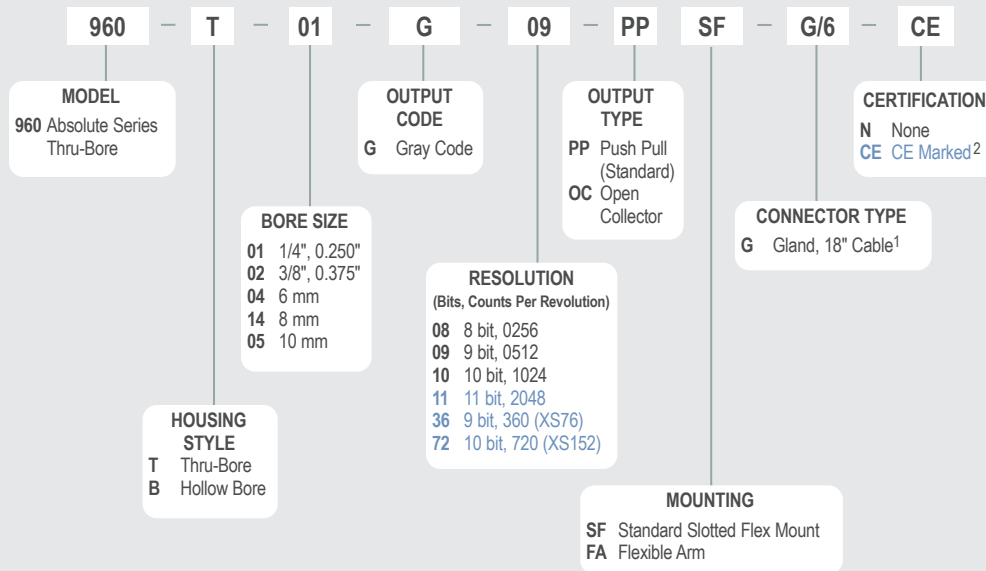 960 – T – 01 – G – 09 – PP SF – G/6 – CE
MODEL
960 Absolute Series
Thru-Bore
HOUSING
STYLE
T Thru-Bore
B Hollow Bore
BORE SIZE
01 1/4", 0.250"
02 3/8", 0.375"
04 6 mm
14 8 mm
05 10 mm
OUTPUT
CODE
G Gray Code
RESOLUTION
(Bits, Counts Per Revolution)
08 8 bit, 0256
09 9 bit, 0512
10 10 bit, 1024
11 11 bit, 2048
36 9 bit, 360 (XS76)
72 10 bit, 720 (XS152)
OUTPUT
TYPE
PP Push Pull
(Standard)
OC Open
Collector
MOUNTING
SF Standard Slotted Flex Mount
FA Flexible Arm
CONNECTOR TYPE
G Gland, 18" Cable1
CERTIFICATION
N None
CE CE Marked2